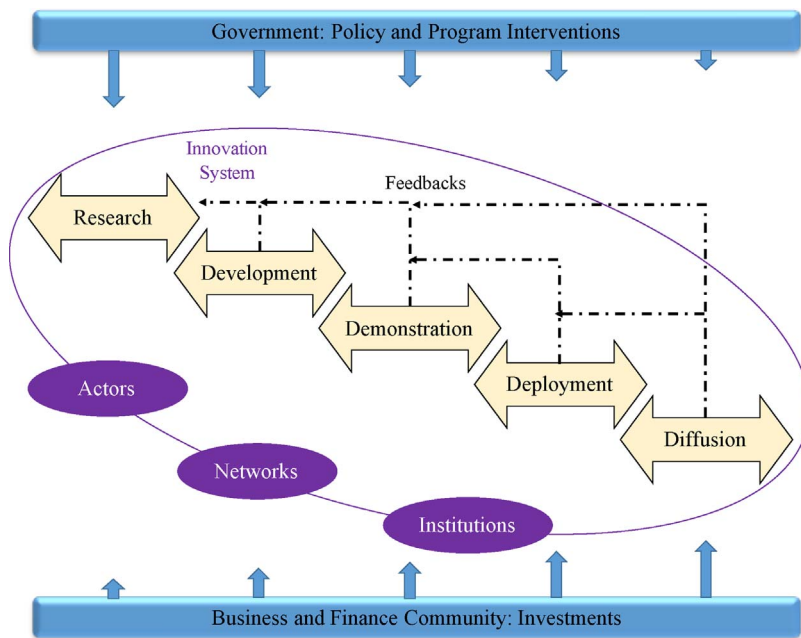 Government: Policy and Program Interventions
Innovation
System
Feedbacks
Research
Development
Demonstration
Actors
Deployment
Diffusion
Networks
Institutions
Business and Finance Community: Investments